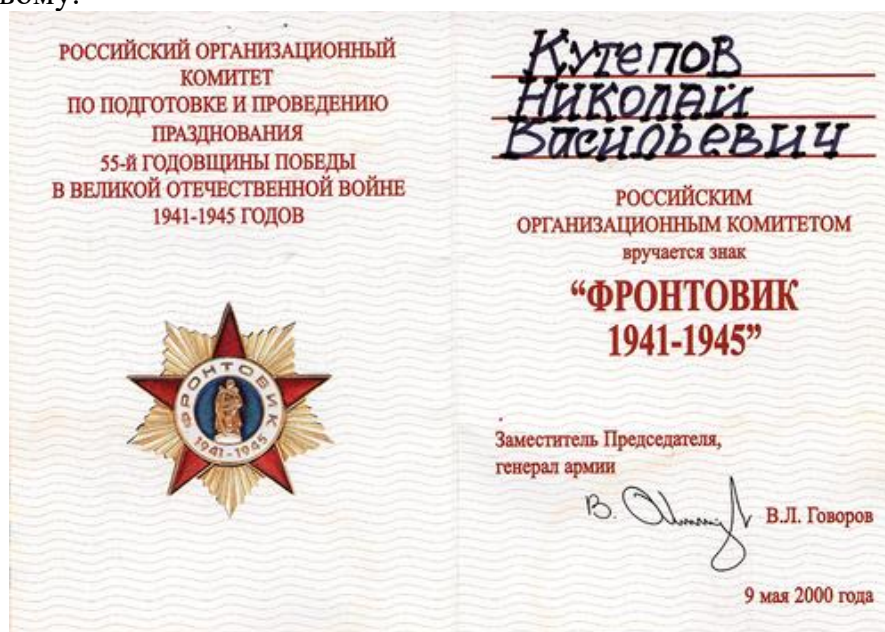 вому.
РОССИЙСКИЙ ОРГАНИЗАЦИОННЫЙ
КОМИТЕТ
ПО ПОДГОТОВКЕ И ПРОВЕДЕНИЮ
ПРАЗДНОВАНИЯ
55-й ГОДОВЩИНЫ ПОБЕДЫ
В ВЕЛИКОЙ ОТЕЧЕСТВЕННОЙ ВОЙНЕ
1941-1945 ГОДОВ
ФРОНТОВИК
1941-1945
Кутепов
Николай
Васильевич
РОССИЙСКИМ
ОРГАНИЗАЦИОННЫМ КОМИТЕТОМ
вручается знак
“ФРОНТОВИК
1941-1945”
Заместитель Председателя,
генерал армии
В.
В.Л. Говоров
9 мая 2000 года